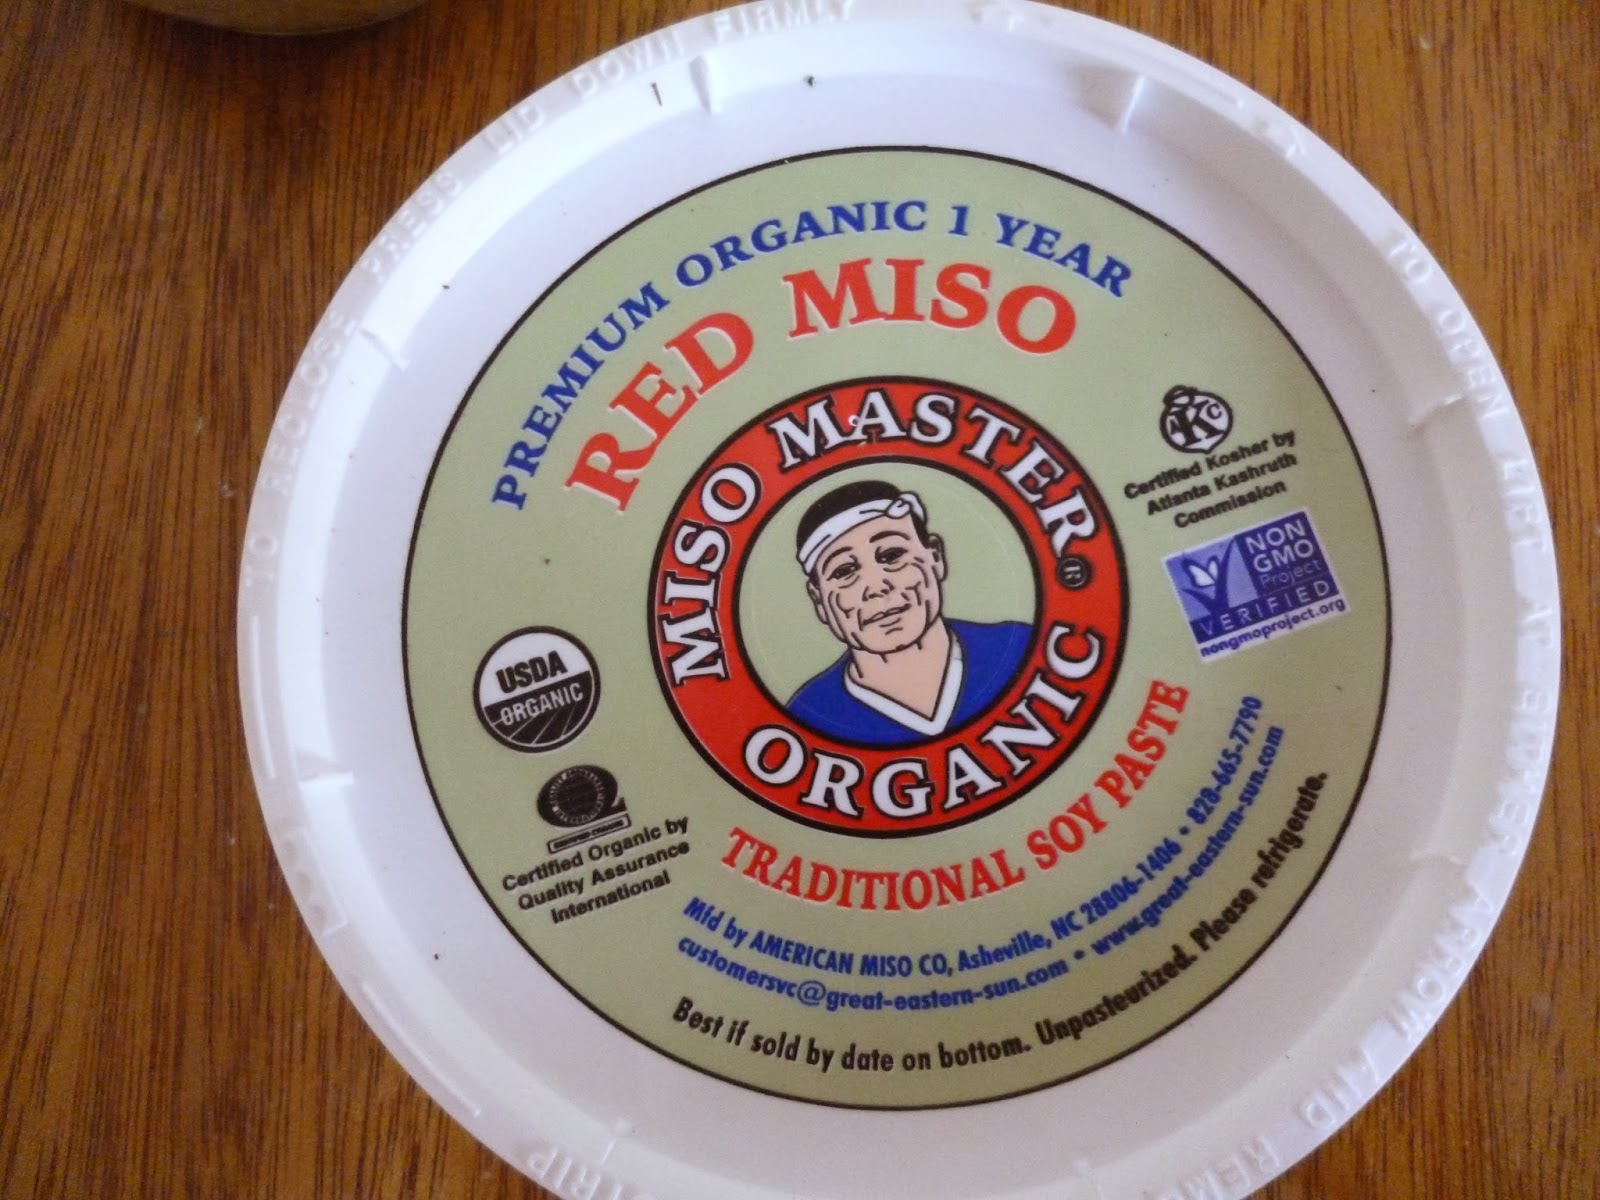 PREMIUM ORGANIC 1 YEAR
RED MISO
MISO MASTER®
ORGANIC
AKC
Certified Kosher by
Atlanta Kashruth
Commission
NON
GMO
Project
VERIFIED
nongmoproject.org
USDA
ORGANIC
Certified Organic by
Quality Assurance
International
TRADITIONAL SOY PASTE
Mfd by AMERICAN MISO CO, Asheville, NC 28806-1406 • 828-665-7790
customersvc@great-eastern-sun.com • www.great-eastern-sun.com
Best if sold by date on bottom. Unpasteurized. Please refrigerate.
TO RECLOSE PRESS LID DOWN FIRMLY
TO OPEN LIFT AT EITHER ARROW AND REMO
TRIP